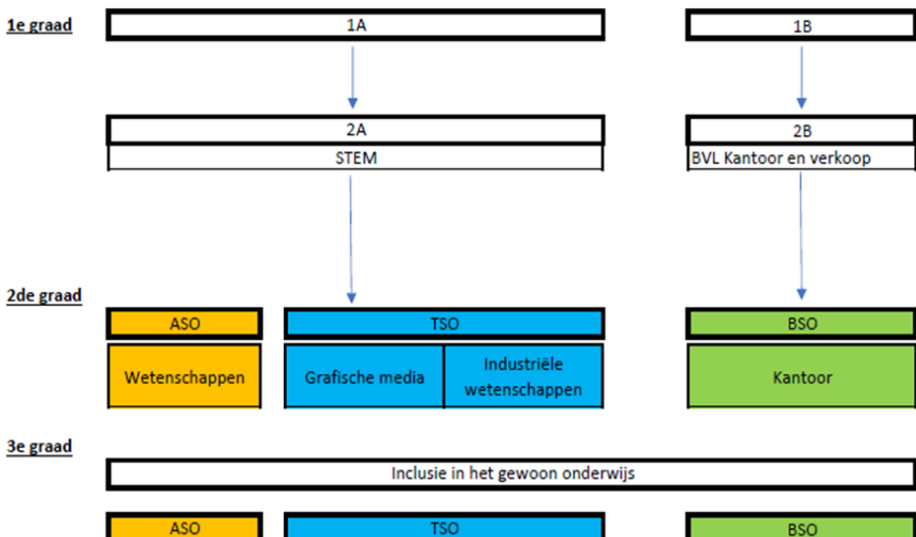 1e graad
1A
1B
2A
2B
STEM
BVL Kantoor en verkoop
2de graad
ASO
TSO
BSO
Wetenschappen
Grafische media
Industriële
wetenschappen
Kantoor
3e graad
Inclusie in het gewoon onderwijs
ASO
TSO
BSO